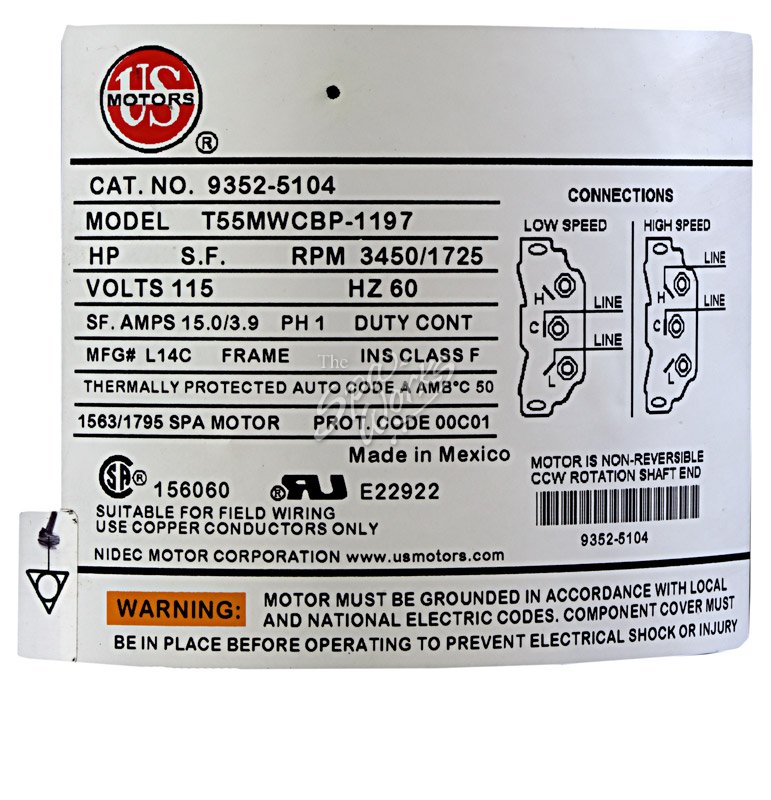 US
MOTORS
®
CAT. NO. 9352-5104
MODEL T55MWCBP-1197
HP S.F. RPM 3450/1725
VOLTS 115 HZ 60
SF. AMPS 15.0/3.9 PH 1 DUTY CONT
MFG# L14C FRAME INS CLASS F
THERMALLY PROTECTED AUTO CODE A/AMB°C 50
1563/1795 SPA MOTOR PROT. CODE 00C01
The
Spa Works
Made in Mexico
SA® 156060 ®UR E22922
SUITABLE FOR FIELD WIRING
USE COPPER CONDUCTORS ONLY
NIDEC MOTOR CORPORATION www.usmotors.com
CONNECTIONS
LOW SPEED HIGH SPEED
H LINE
C LINE
L
H LINE
C LINE
L
MOTOR IS NON-REVERSIBLE
CCW ROTATION SHAFT END
9352-5104
WARNING: MOTOR MUST BE GROUNDED IN ACCORDANCE WITH LOCAL
AND NATIONAL ELECTRIC CODES. COMPONENT COVER MUST
BE IN PLACE BEFORE OPERATING TO PREVENT ELECTRICAL SHOCK OR INJURY